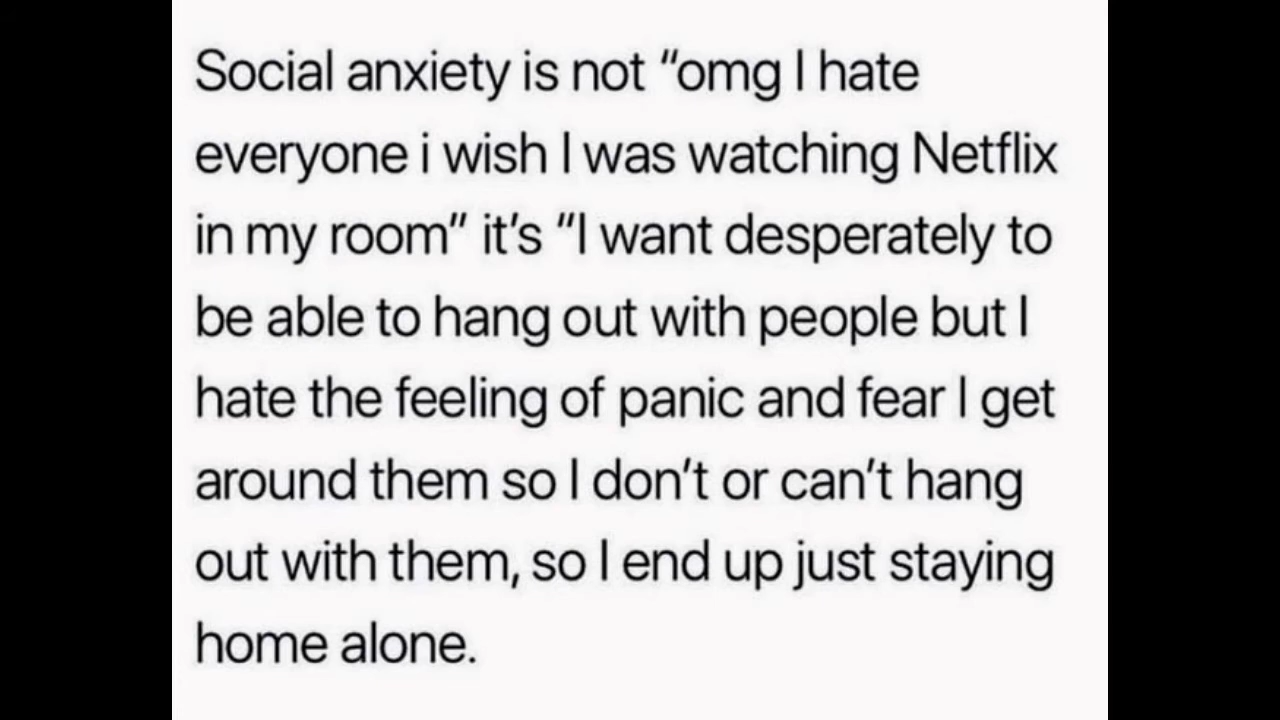 Social anxiety is not “omg I hate
everyone i wish I was watching Netflix
in my room” it’s “I want desperately to
be able to hang out with people but I
hate the feeling of panic and fear I get
around them so I don’t or can’t hang
out with them, so I end up just staying
home alone.